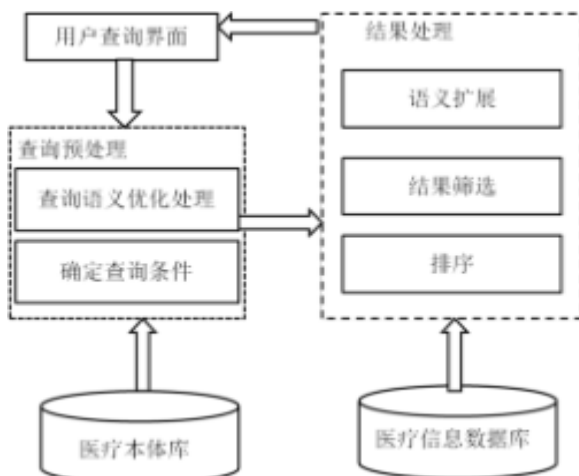 用户查询界面
查询预处理
查询语义优化处理
确定查询条件
医疗本体库
结果处理
语义扩展
结果筛选
排序
医疗信息数据库